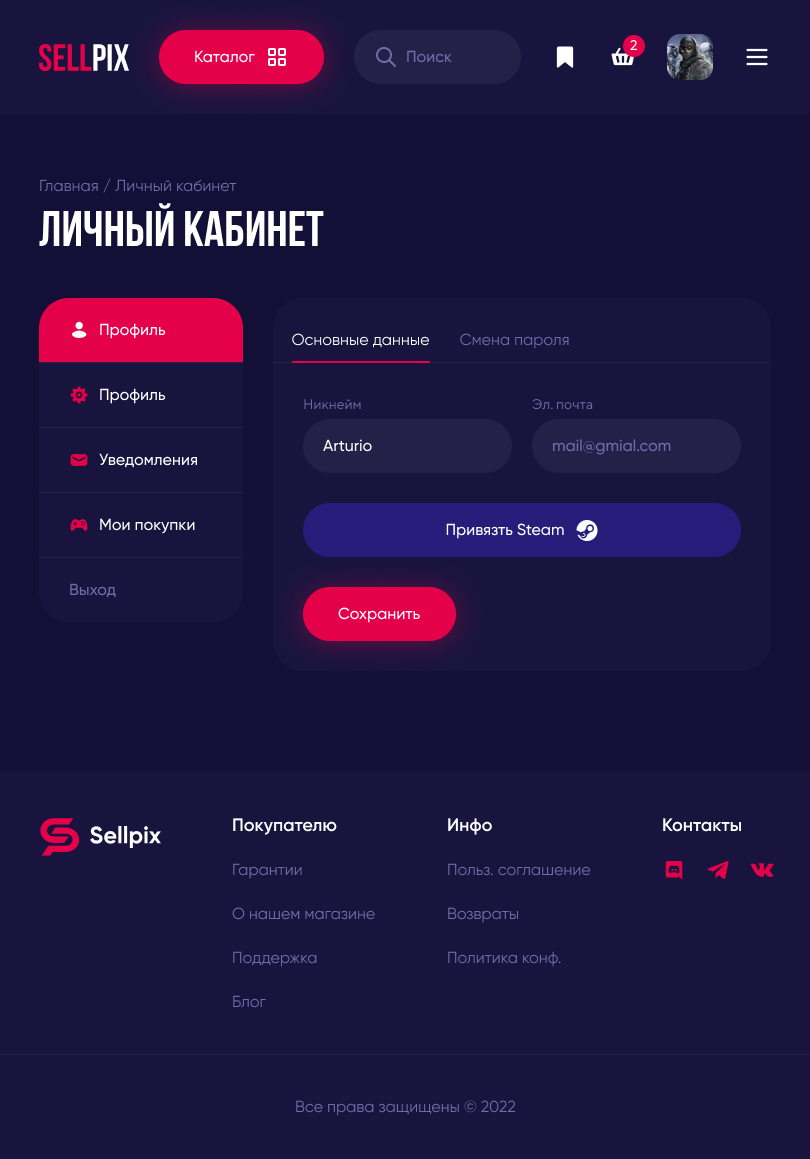 SELLPIX
Каталог
Поиск
2
Главная / Личный кабинет
ЛИЧНЫЙ КАБИНЕТ
Профиль
Профиль
Уведомления
Мои покупки
Выход
Основные данные Смена пароля
Никнейм Эл. почта
Arturio mail@gmial.com
Привязть Steam
Сохранить
Sellpix
Покупателю
Гарантии
О нашем магазине
Поддержка
Блог
Инфо
Польз. соглашение
Возвраты
Политика конф.
Контакты
Все права защищены © 2022